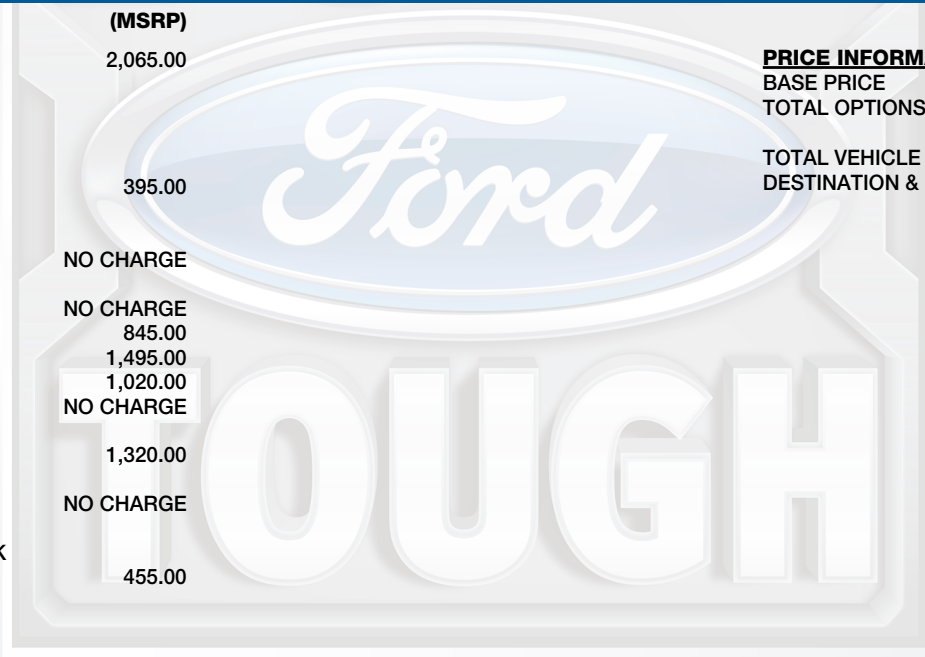 (MSRP)
2,065.00
395.00
NO CHARGE
NO CHARGE
845.00
1,495.00
1,020.00
NO CHARGE
1,320.00
NO CHARGE
K
455.00
PRICE INFORMA
BASE PRICE
TOTAL OPTIONS
TOTAL VEHICLE
DESTINATION &
Ford
TOUGH